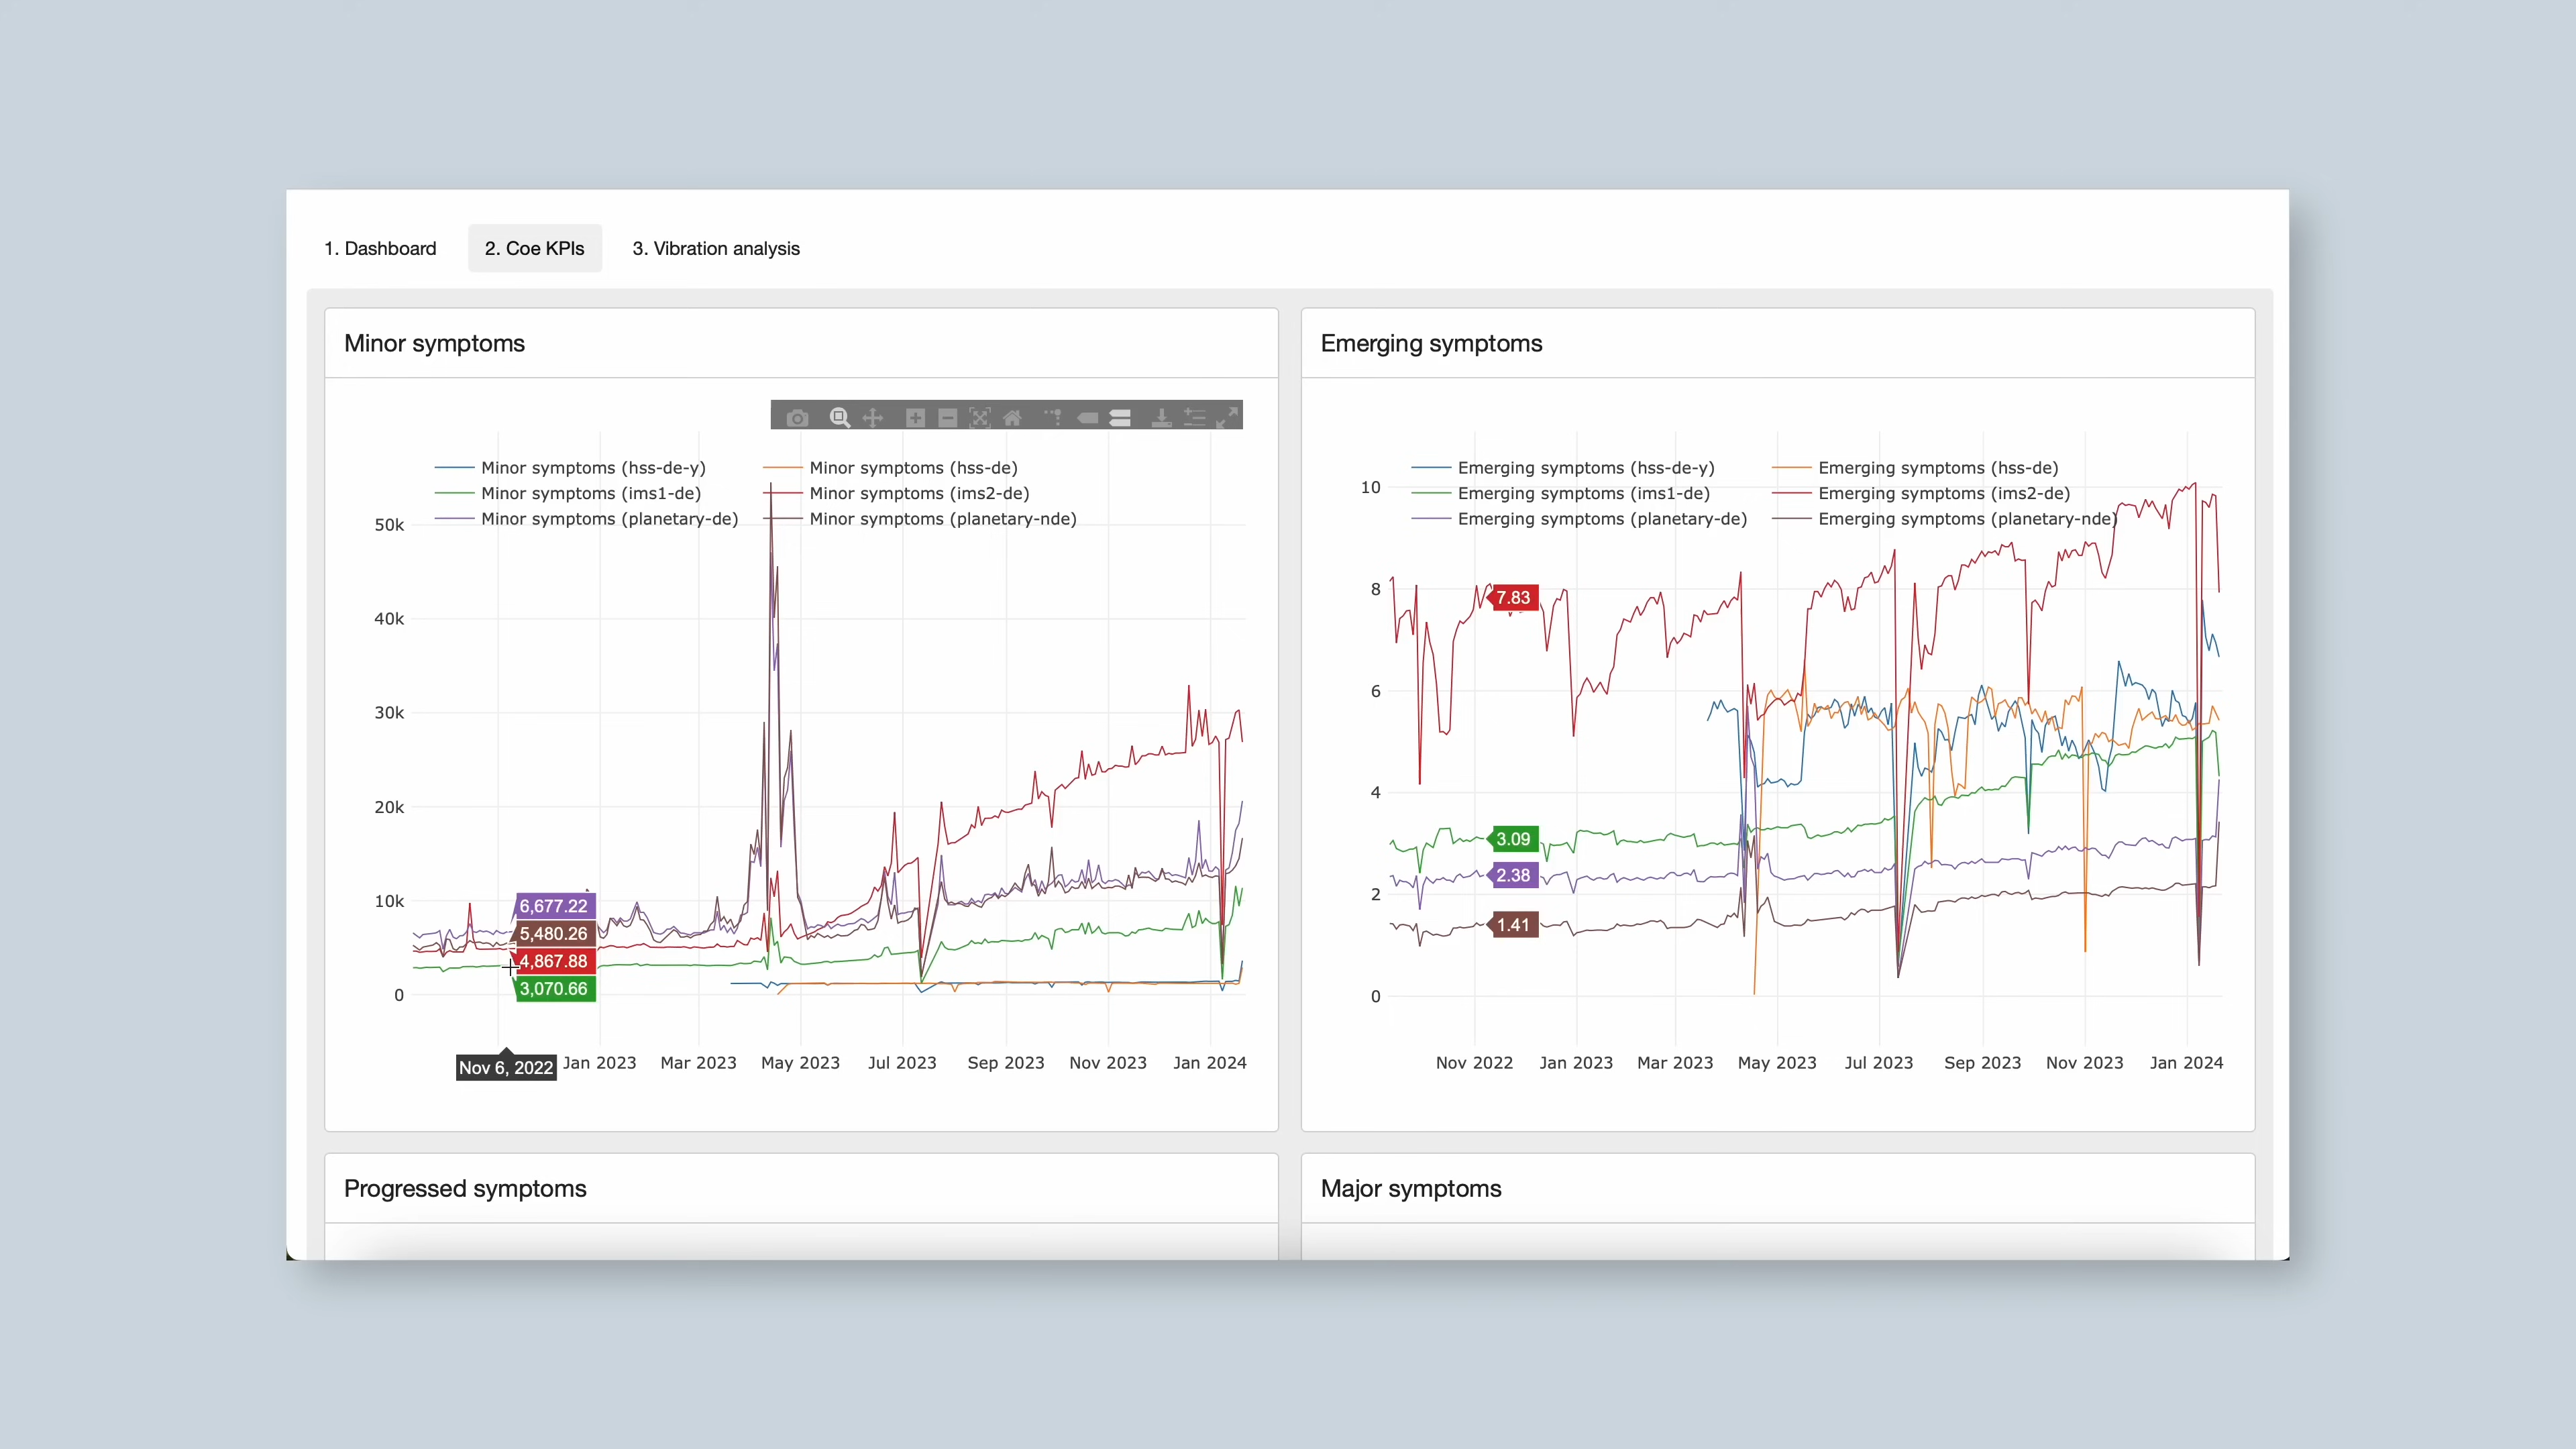 1. Dashboard 2. Coe KPIs 3. Vibration analysis
Minor symptoms
Minor symptoms (hss-de-y) Minor symptoms (hss-de)
Minor symptoms (ims1-de) Minor symptoms (ims2-de)
Minor symptoms (planetary-de) Minor symptoms (planetary-nde)
50k
40k
30k
20k
10k
0
6,677.22
5,480.26
4,867.88
3,070.66
Nov 6, 2022 Jan 2023 Mar 2023 May 2023 Jul 2023 Sep 2023 Nov 2023 Jan 2024
Emerging symptoms
Emerging symptoms (hss-de-y) Emerging symptoms (hss-de)
Emerging symptoms (ims1-de) Emerging symptoms (ims2-de)
Emerging symptoms (planetary-de) Emerging symptoms (planetary-nde)
10
8
6
4
2
0
7.83
3.09
2.38
1.41
Nov 2022 Jan 2023 Mar 2023 May 2023 Jul 2023 Sep 2023 Nov 2023 Jan 2024
Progressed symptoms
Major symptoms